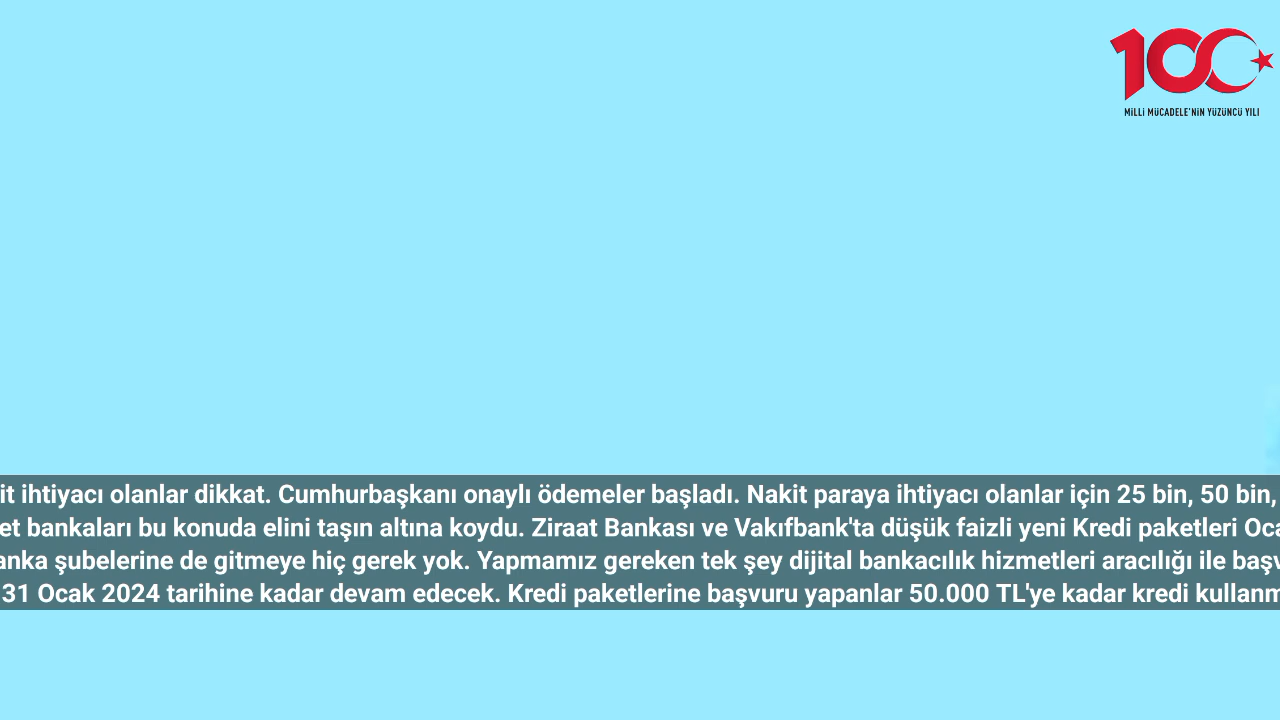 100
MİLLİ MÜCADELE'NİN YÜZÜNCÜ YILI
it ihtiyacı olanlar dikkat. Cumhurbaşkanı onaylı ödemeler başladı. Nakit paraya ihtiyacı olanlar için 25 bin, 50 bin,
et bankaları bu konuda elini taşın altına koydu. Ziraat Bankası ve Vakıfbank'ta düşük faizli yeni Kredi paketleri Oca
anka şubelerine de gitmeye hiç gerek yok. Yapmamız gereken tek şey dijital bankacılık hizmetleri aracılığı ile başv
31 Ocak 2024 tarihine kadar devam edecek. Kredi paketlerine başvuru yapanlar 50.000 TL'ye kadar kredi kullanm